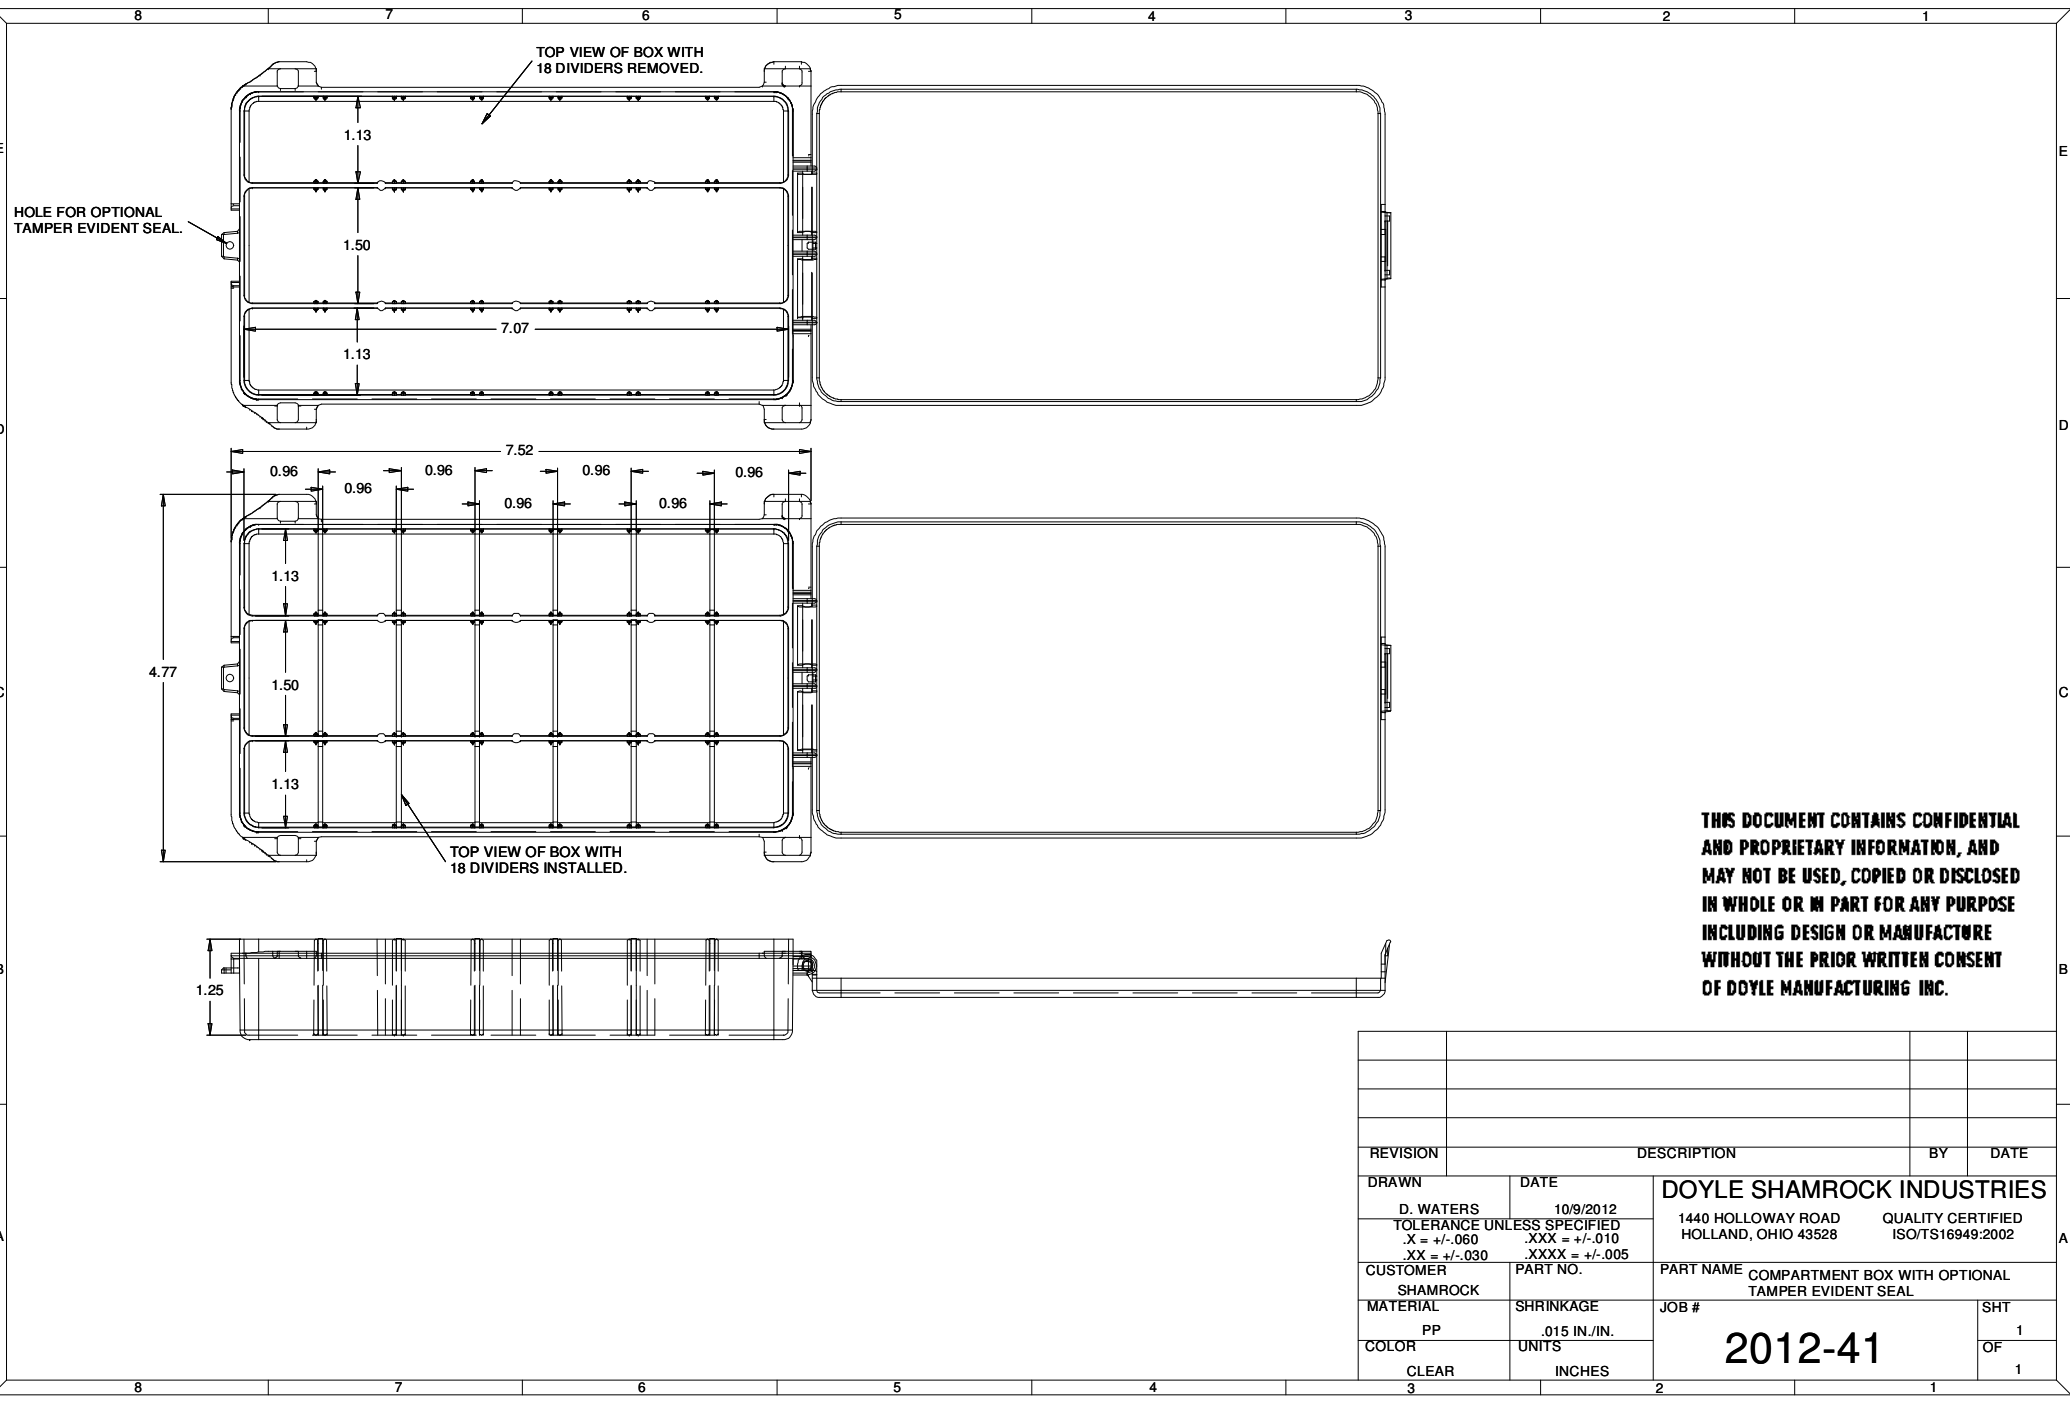 8 7 6 5 4 3 2 1
TOP VIEW OF BOX WITH
18 DIVIDERS REMOVED.
1.13
E
HOLE FOR OPTIONAL
TAMPER EVIDENT SEAL.
1.50
7.07
1.13
D
7.52
0.96 0.96 0.96 0.96
0.96 0.96 0.96
1.13
4.77
1.50
C
1.13
TOP VIEW OF BOX WITH
18 DIVIDERS INSTALLED.
THIS DOCUMENT CONTAINS CONFIDENTIAL
AND PROPRIETARY INFORMATION, AND
MAY NOT BE USED, COPIED OR DISCLOSED
IN WHOLE OR IN PART FOR ANY PURPOSE
INCLUDING DESIGN OR MANUFACTURE
WITHOUT THE PRIOR WRITTEN CONSENT
OF DOYLE MANUFACTURING INC.
1.25
B
REVISION DESCRIPTION BY DATE
DRAWN DATE
D. WATERS 10/9/2012
TOLERANCE UNLESS SPECIFIED
.X = +/-.060 .XXX = +/-.010
.XX = +/-.030 .XXXX = +/-.005
DOYLE SHAMROCK INDUSTRIES
1440 HOLLOWAY ROAD QUALITY CERTIFIED
HOLLAND, OHIO 43528 ISO/TS16949:2002
A
CUSTOMER PART NO.
SHAMROCK
PART NAME COMPARTMENT BOX WITH OPTIONAL
TAMPER EVIDENT SEAL
MATERIAL SHRINKAGE
PP .015 IN./IN.
COLOR UNITS
CLEAR INCHES
JOB #
2012-41
SHT
1
OF
1
8 7 6 5 4 3 2 1